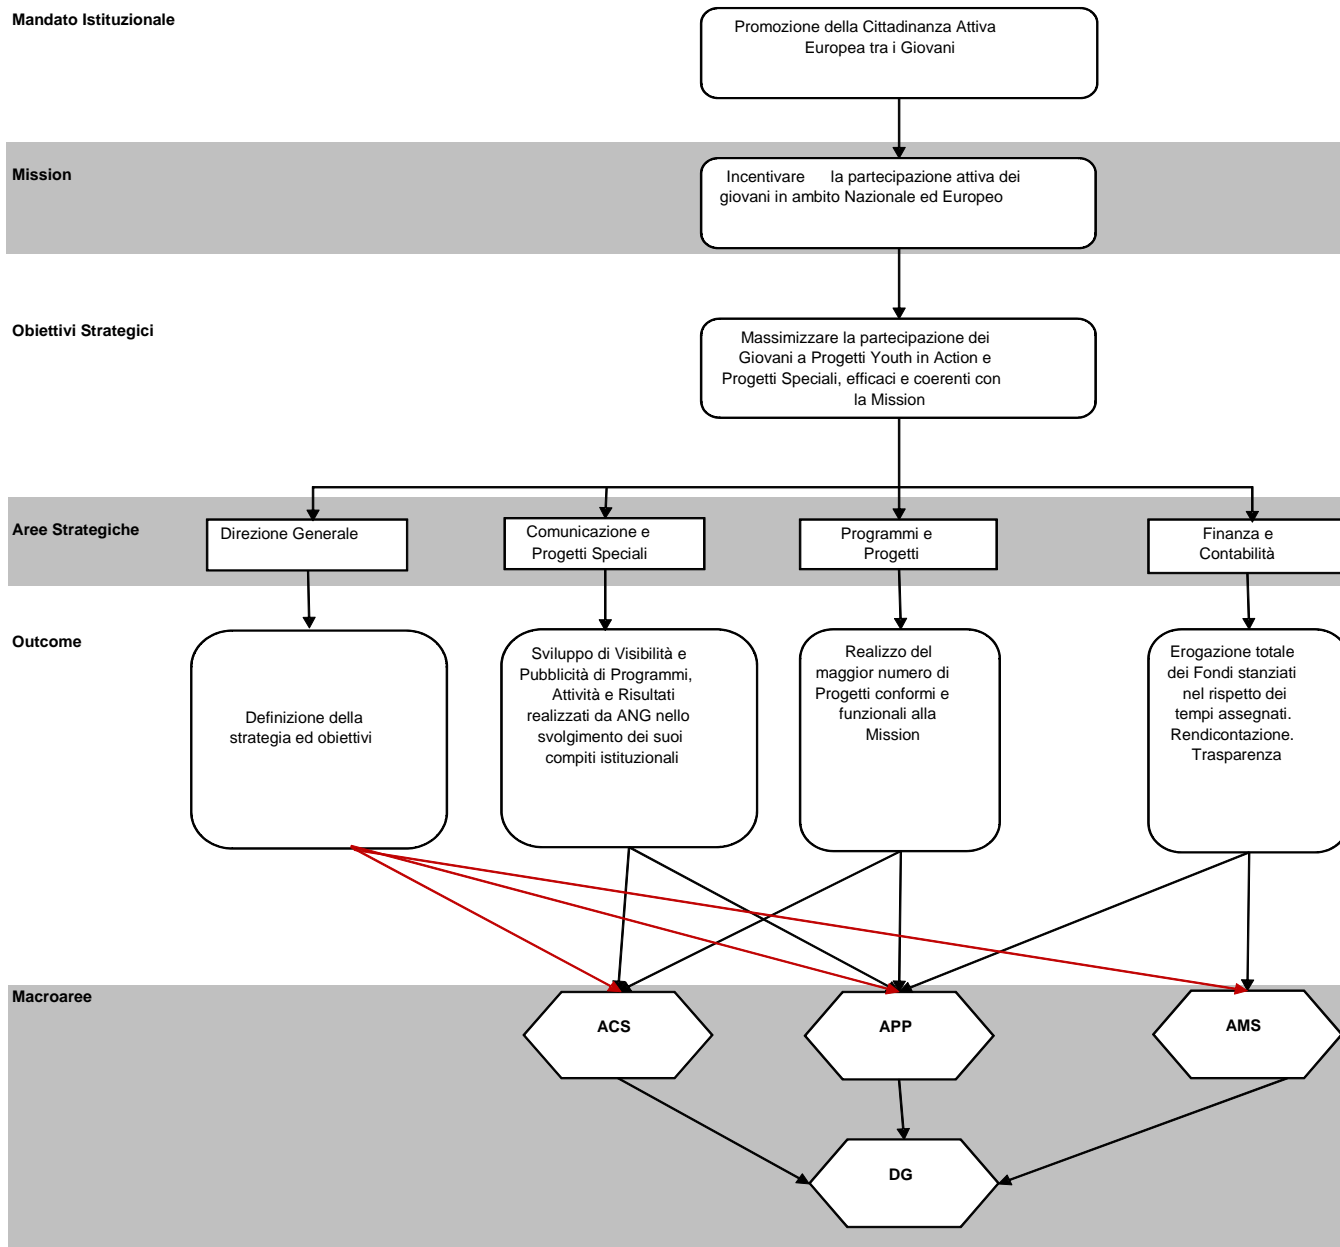 Mandato Istituzionale
Promozione della Cittadinanza Attiva
Europea tra i Giovani
Mission
Incentivare la partecipazione attiva dei
giovani in ambito Nazionale ed Europeo
Obiettivi Strategici
Massimizzare la partecipazione dei
Giovani a Progetti Youth in Action e
Progetti Speciali, efficaci e coerenti con
la Mission
Aree Strategiche
Direzione Generale
Comunicazione e
Progetti Speciali
Programmi e
Progetti
Finanza e
Contabilità
Outcome
Definizione della
strategia ed obiettivi
Sviluppo di Visibilità e
Pubblicità di Programmi,
Attività e Risultati
realizzati da ANG nello
svolgimento dei suoi
compiti istituzionali
Realizzo del
maggior numero di
Progetti conformi e
funzionali alla
Mission
Erogazione totale
dei Fondi stanziati
nel rispetto dei
tempi assegnati.
Rendicontazione.
Trasparenza
Macroaree
ACS
APP
AMS
DG